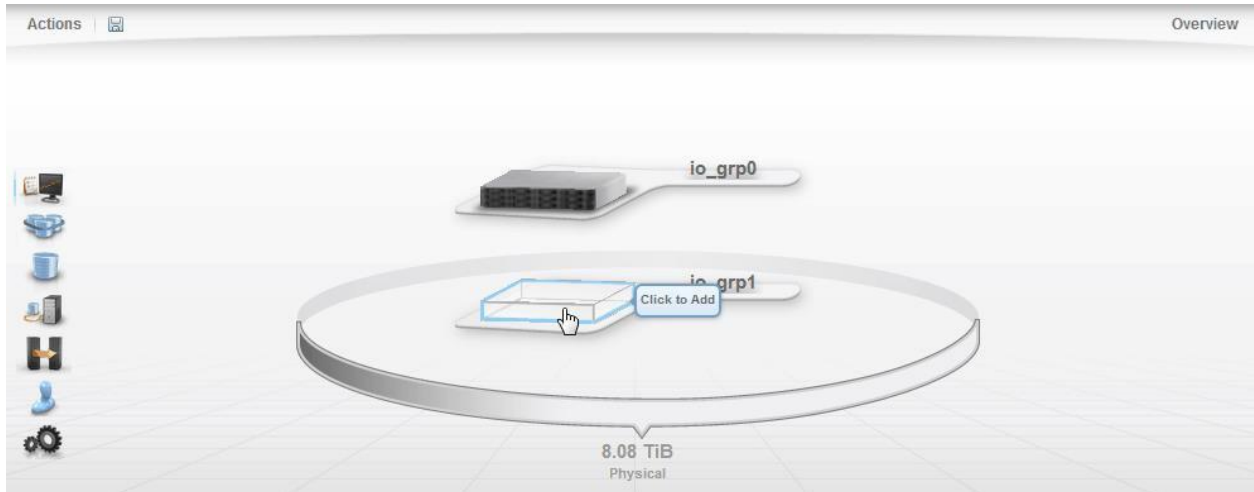 Actions
Overview
io_grp0
io_grp1
Click to Add
8.08 TiB
Physical